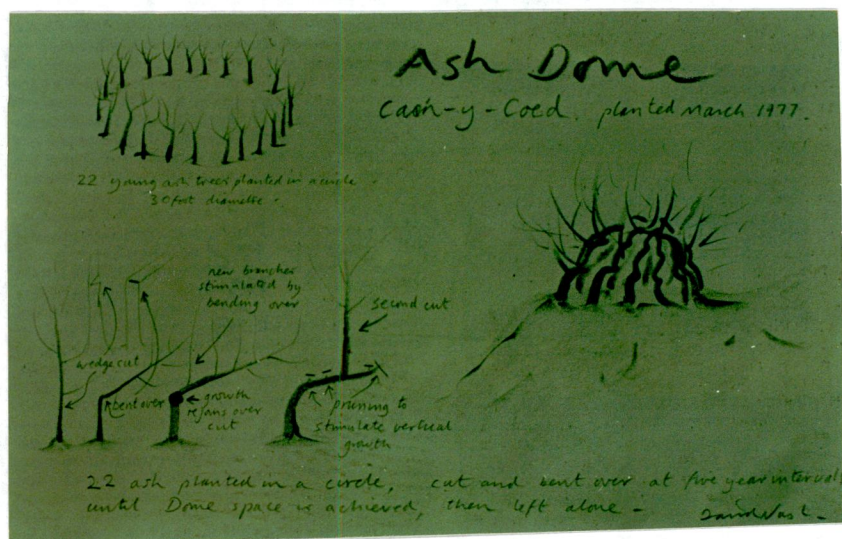 Ash Dome
Caen-y-Coed. planted March 1977.
22 young ash trees planted in a circle -
30 foot diametre -
new branches
stimulated by
bending over
second cut
wedge cut
bent over
growth
rejoins over
cut
pruning to
stimulate vertical
growth
22 ash planted in a circle, cut and bent over at five year intervals
until Dome space is achieved, then left alone -
David Nash -